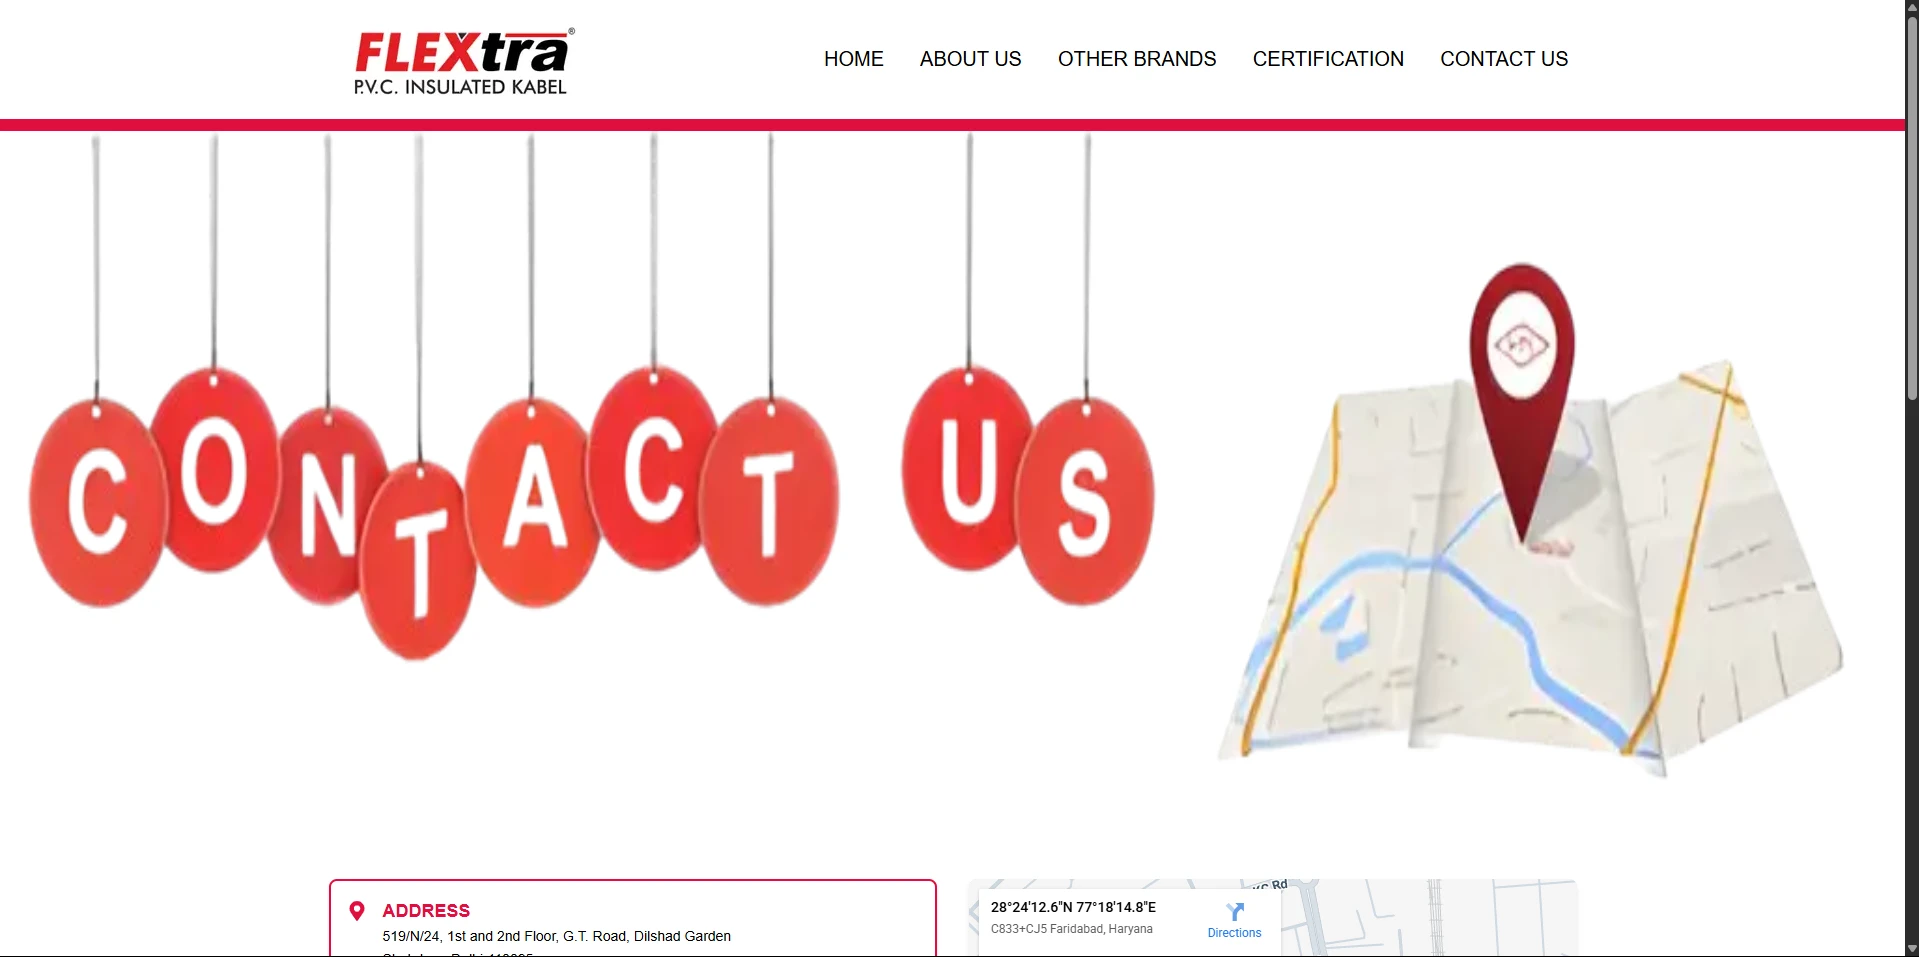 FLEXtra®
P.V.C. INSULATED KABEL
HOME ABOUT US OTHER BRANDS CERTIFICATION CONTACT US
CONTACT US
ADDRESS
519/N/24, 1st and 2nd Floor, G.T. Road, Dilshad Garden
Rd
28°24'12.6"N 77°18'14.8"E
C833+CJ5 Faridabad, Haryana
Directions